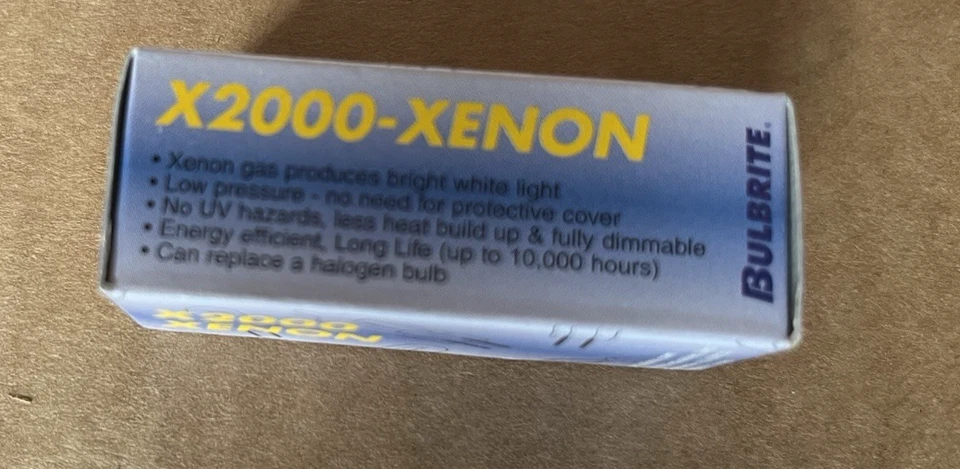 X2000-XENON
• Xenon gas produces bright white light
• Low pressure - no need for protective cover
• No UV hazards, less heat build up & fully dimmable
• Energy efficient, Long Life (up to 10,000 hours)
• Can replace a halogen bulb
BULBRITE®
X2000
XENON